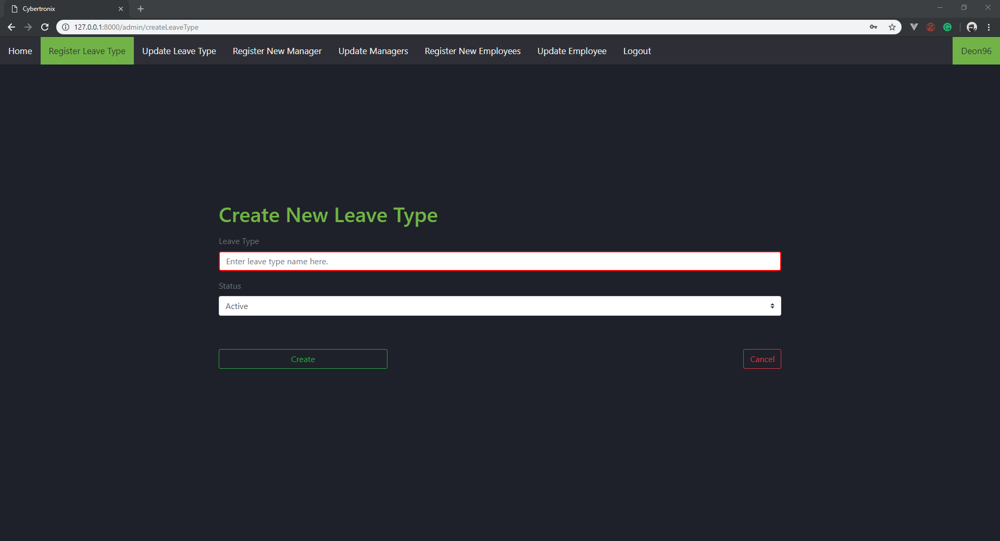 Cybertronix
127.0.0.1:8000/admin/createLeaveType
Home Register Leave Type Update Leave Type Register New Manager Update Managers Register New Employees Update Employee Logout Deon96
Create New Leave Type
Leave Type
Enter leave type name here.
Status
Active
Create Cancel